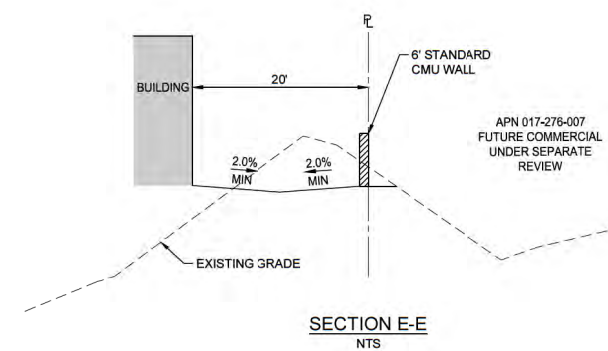 PL
6' STANDARD
CMU WALL
BUILDING
20'
APN 017-276-007
FUTURE COMMERCIAL
UNDER SEPARATE
REVIEW
2.0%
MIN
2.0%
MIN
EXISTING GRADE
SECTION E-E
NTS